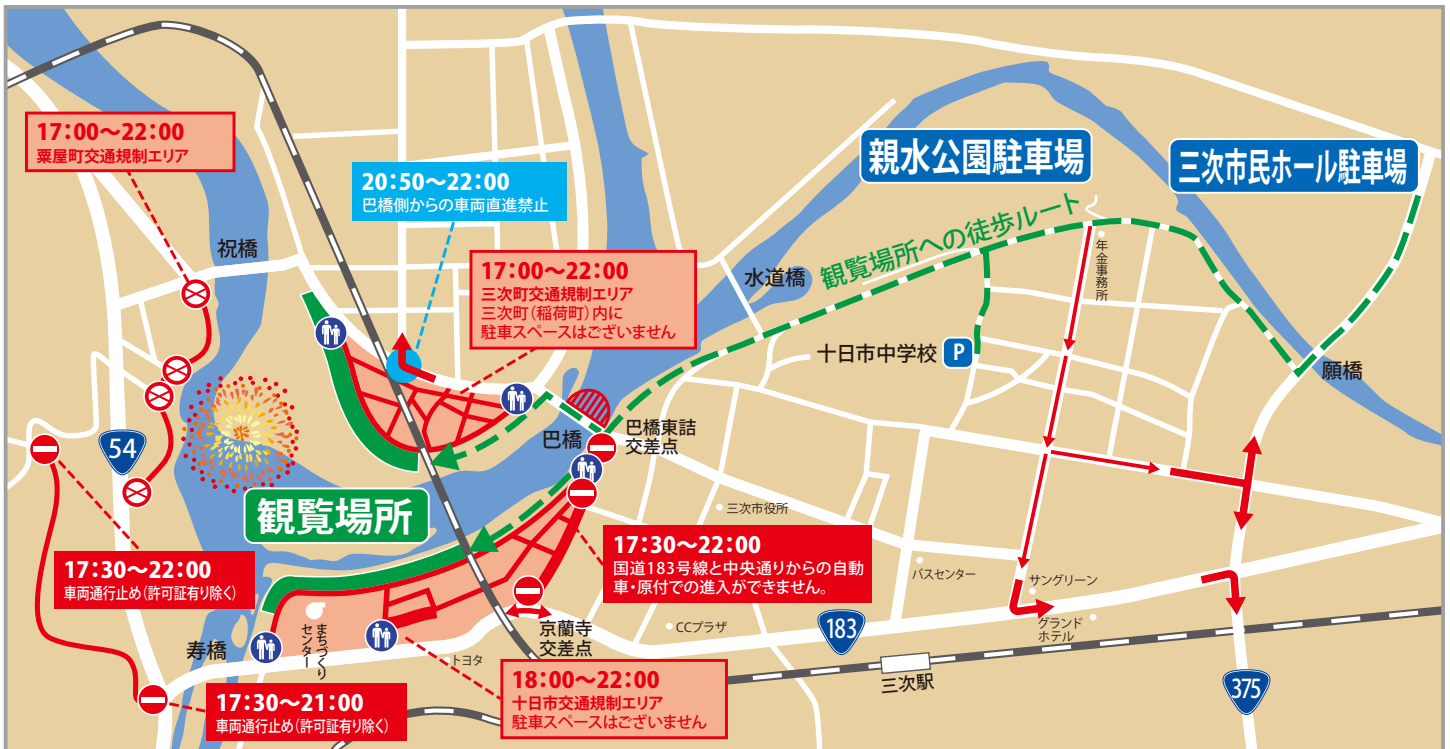 17:00〜22:00
粟屋町交通規制エリア
20:50〜22:00
巴橋側からの車両直進禁止
親水公園駐車場
三次市民ホール駐車場
祝橋
17:00〜22:00
三次町交通規制エリア
三次町(稲荷町)内に
駐車スペースはございません
水道橋
観覧場所への徒歩ルート
年金事務所
十日市中学校
P
願橋
巴橋
巴橋東詰
交差点
54
観覧場所
三次市役所
17:30〜22:00
車両通行止め(許可証有り除く)
17:30〜22:00
国道183号線と中央通りからの自動
車・原付での進入ができません。
バスセンター
サングリーン
グランド
ホテル
寿橋
まちづくり
センター
京蘭寺
交差点
CCプラザ
183
トヨタ
三次駅
375
17:30〜21:00
車両通行止め(許可証有り除く)
18:00〜22:00
十日市交通規制エリア
駐車スペースはございません